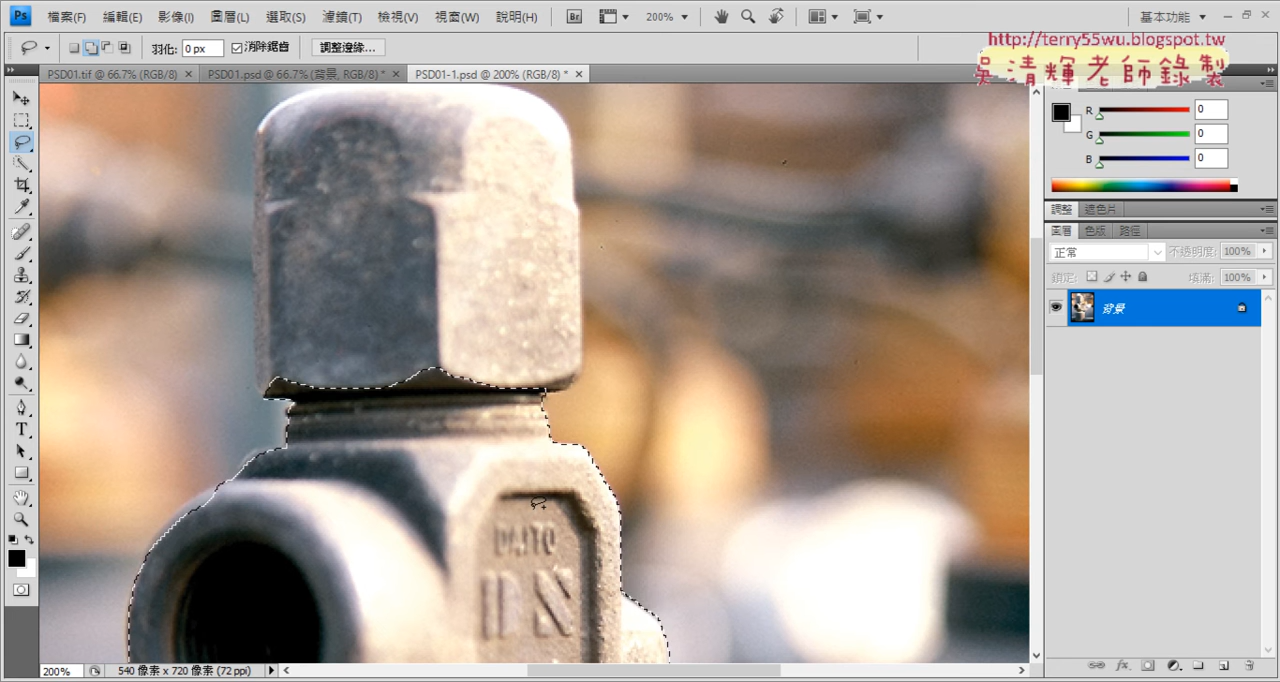 Ps 檔案(F) 編輯(E) 影像(I) 圖層(L) 選取(S) 濾鏡(T) 檢視(V) 視窗(W) 說明(H) Br 200% 基本功能
羽化: 0 px 消除鋸齒 調整邊緣...
http://terry55wu.blogspot.tw
吳清輝老師錄製
PSD01.tif @ 66.7% (RGB/8) × PSD01.psd @ 66.7% (背景, RGB/8) * × PSD01-1.psd @ 200% (RGB/8) * ×
R 0
G 0
B 0
調整 遮色片
圖層 色版 路徑
正常 不透明度: 100%
鎖定: 填滿: 100%
背景
T
DAITO
fx
200% 540 像素 x 720 像素 (72 ppi)